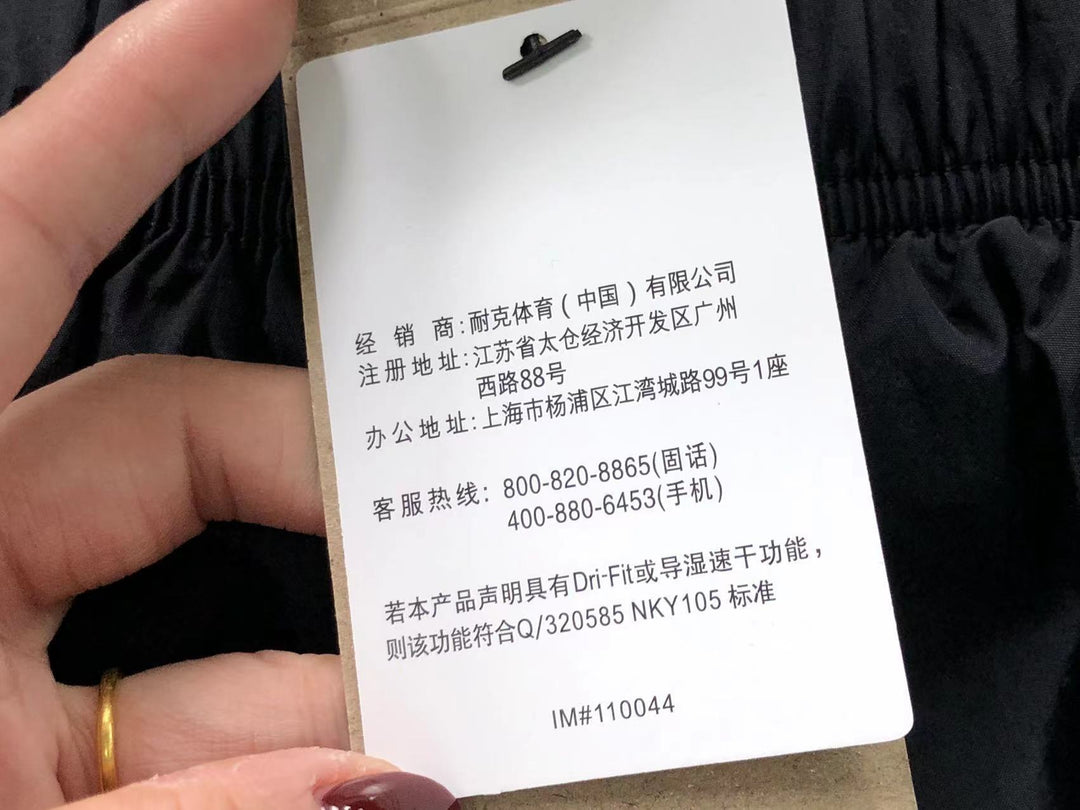 经销商:耐克体育(中国)有限公司
注册地址:江苏省太仓经济开发区广州
西路88号
办公地址:上海市杨浦区江湾城路99号1座
客服热线:800-820-8865(固话)
400-880-6453(手机)
若本产品声明具有Dri-Fit或导湿速干功能,
则该功能符合Q/320585 NKY105 标准
IM#110044